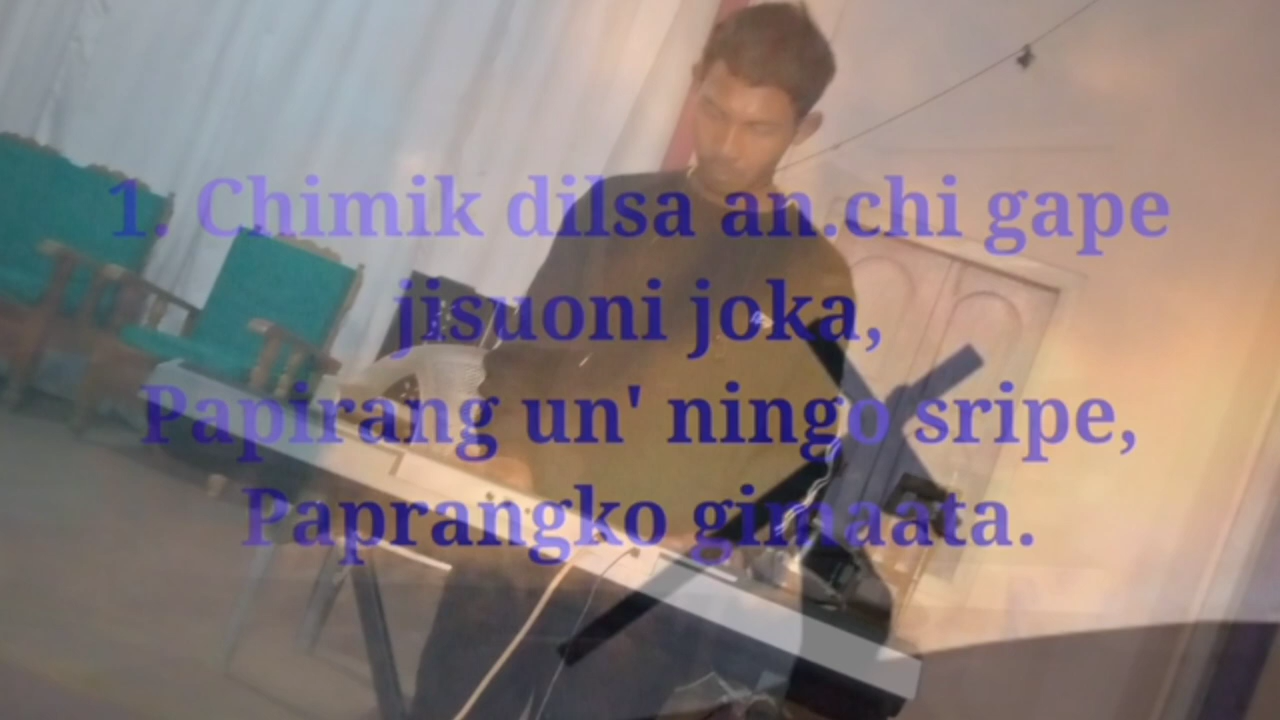 1. Chimik dilsa an.chi gape
jisuoni joka,
Papirang un' ningo sripe,
Paprangko gimaata.